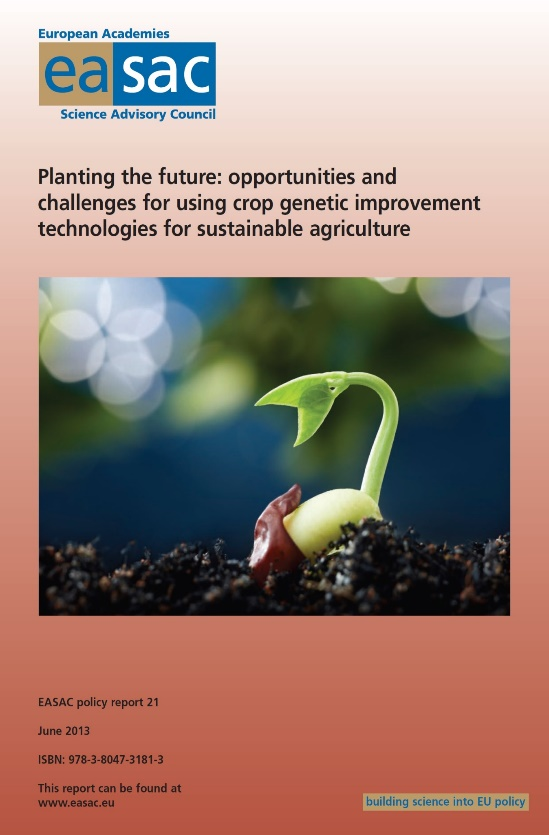 European Academies
ea sac
Science Advisory Council
Planting the future: opportunities and
challenges for using crop genetic improvement
technologies for sustainable agriculture
EASAC policy report 21
June 2013
ISBN: 978-3-8047-3181-3
This report can be found at
www.easac.eu
building science into EU policy